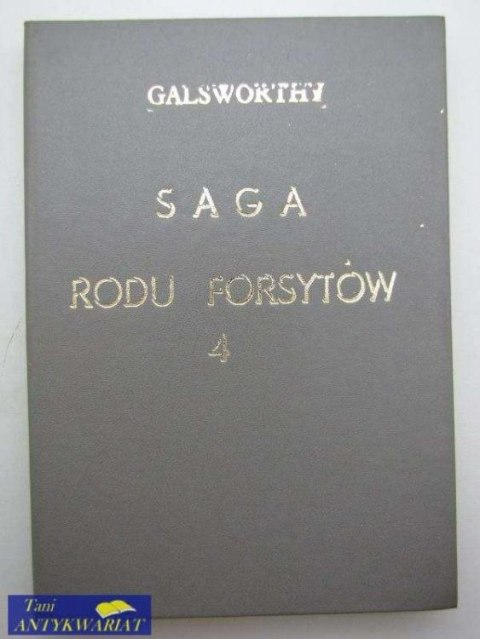 GALSWORTHY
SAGA
RODU FORSYTÓW
4
Tani
ANTYKWARIAT